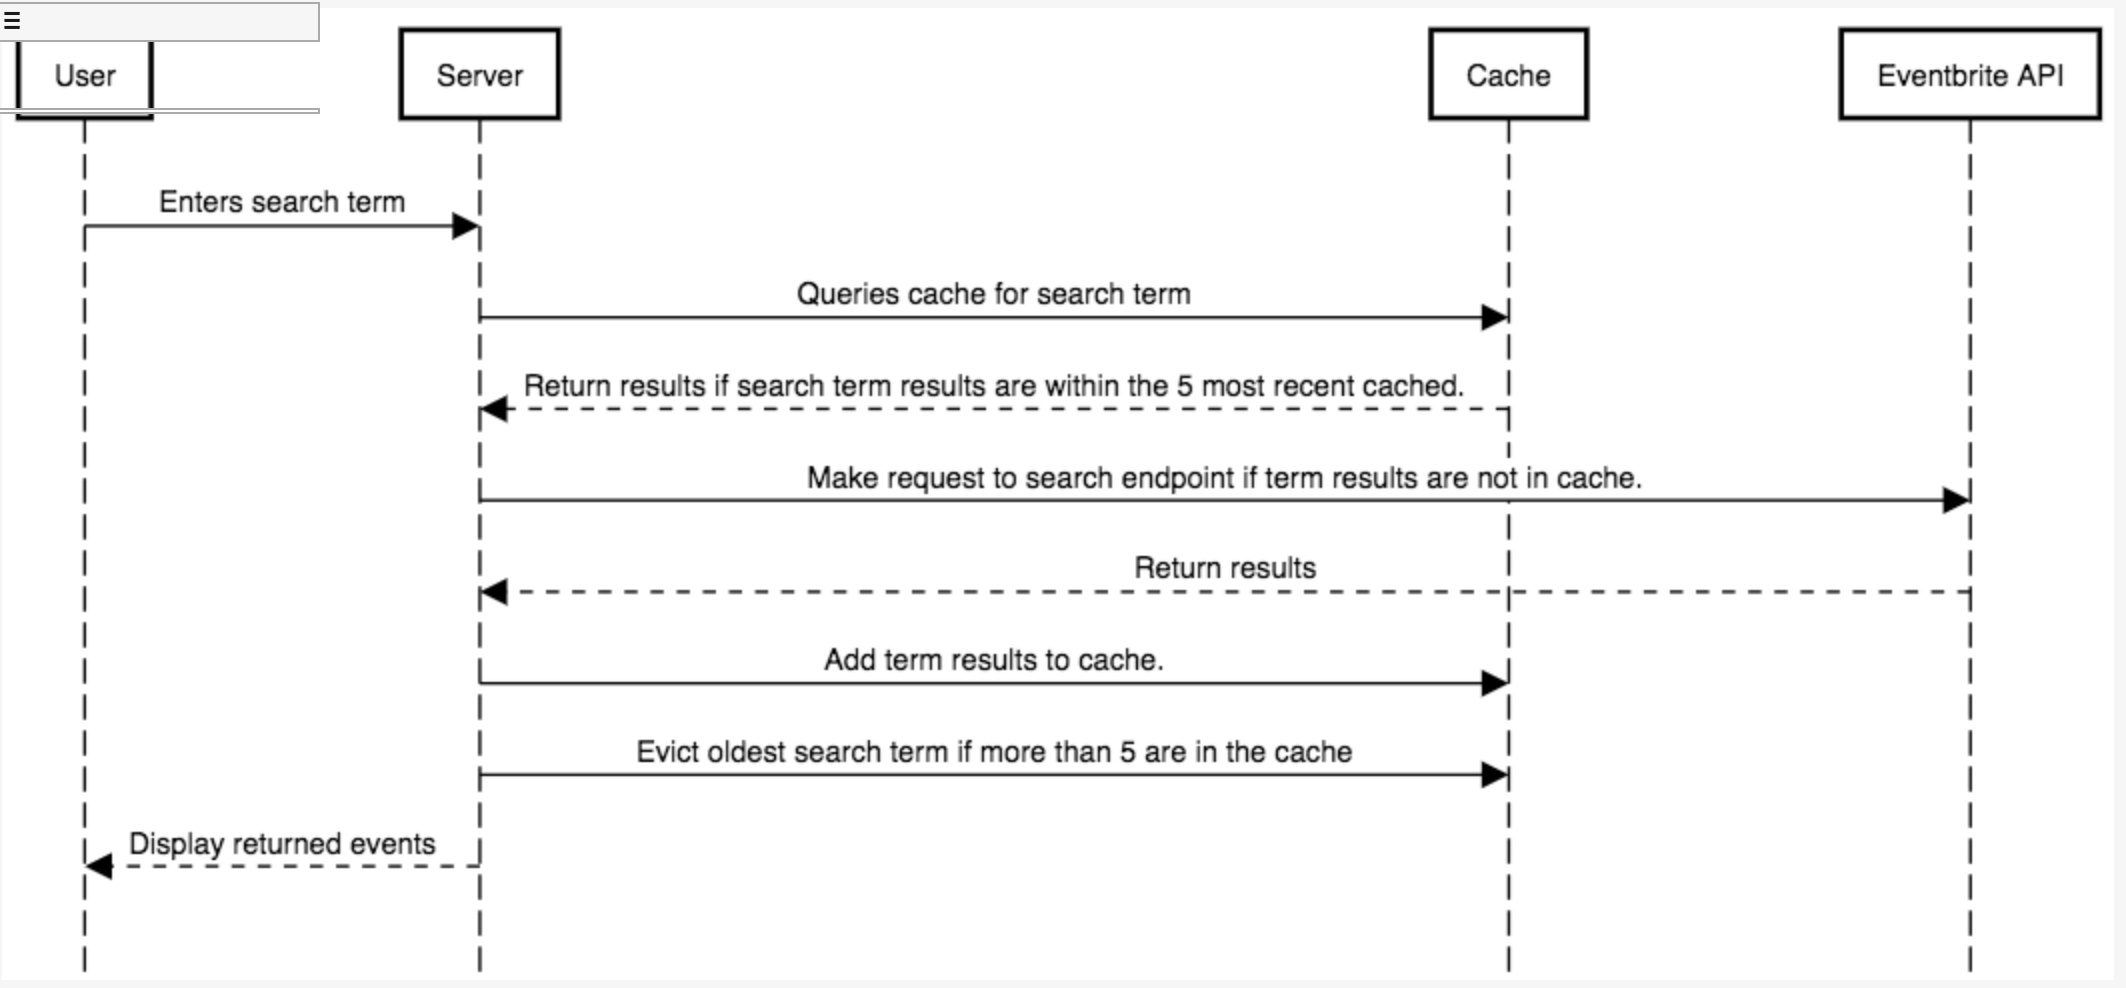 User
Server
Cache
Eventbrite API
Enters search term
Queries cache for search term
Return results if search term results are within the 5 most recent cached.
Make request to search endpoint if term results are not in cache.
Return results
Add term results to cache.
Evict oldest search term if more than 5 are in the cache
Display returned events